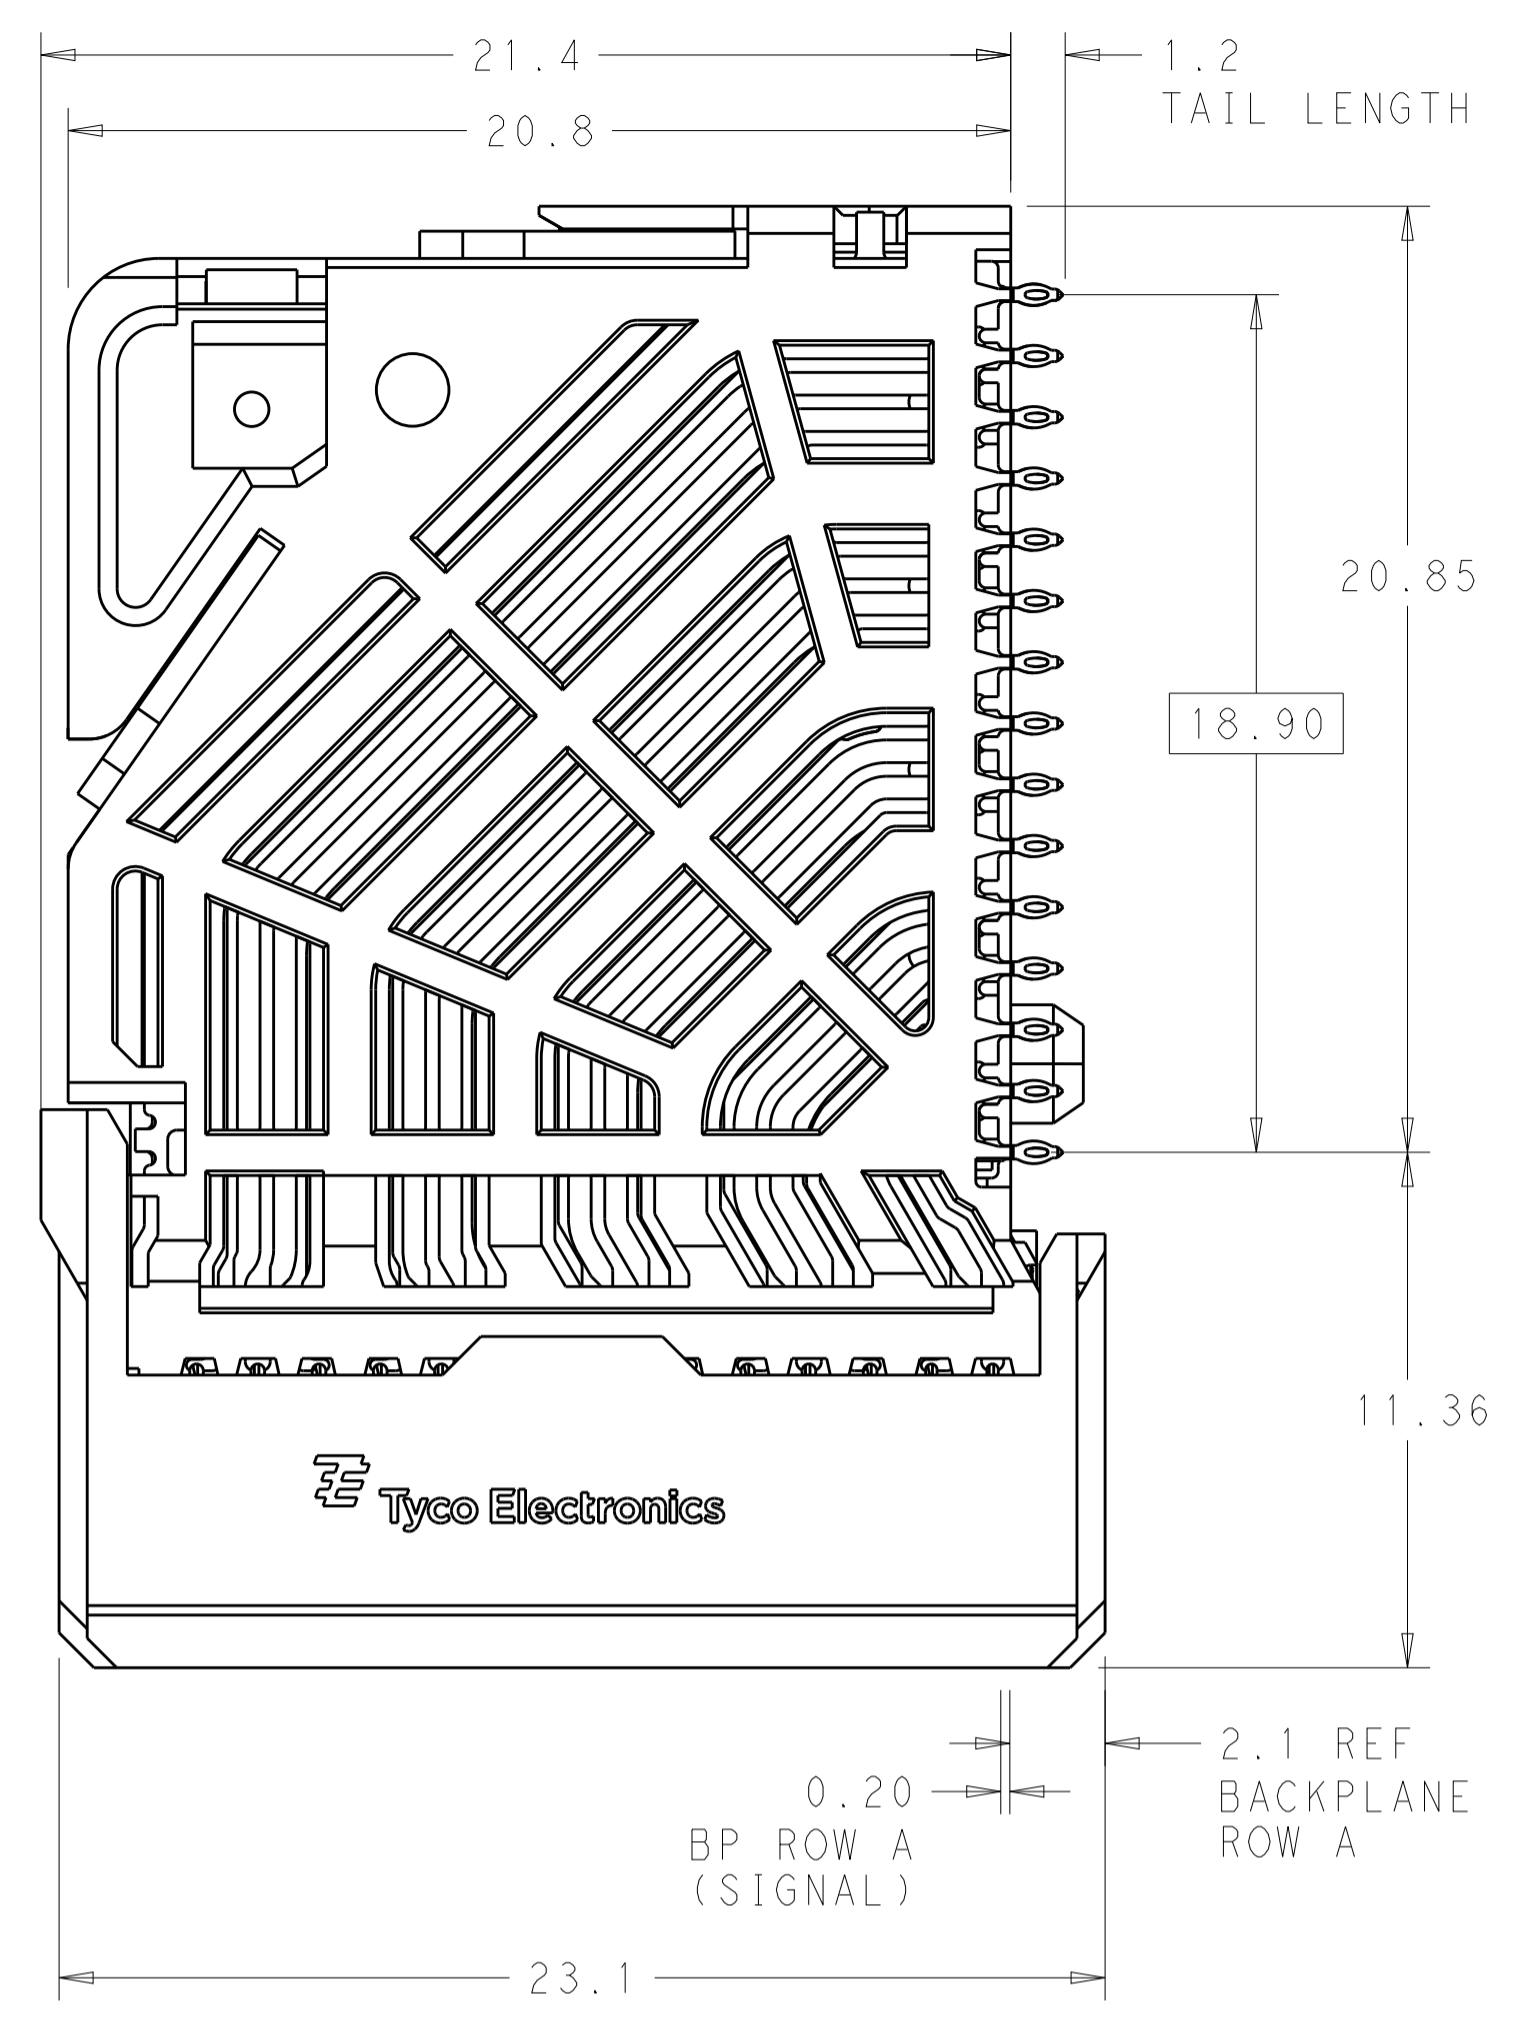 21.4
1.2
TAIL LENGTH
20.8
20.85
18.90
11.36
Tyco Electronics
2.1 REF
BACKPLANE
ROW A
0.20
BP ROW A
(SIGNAL)
23.1